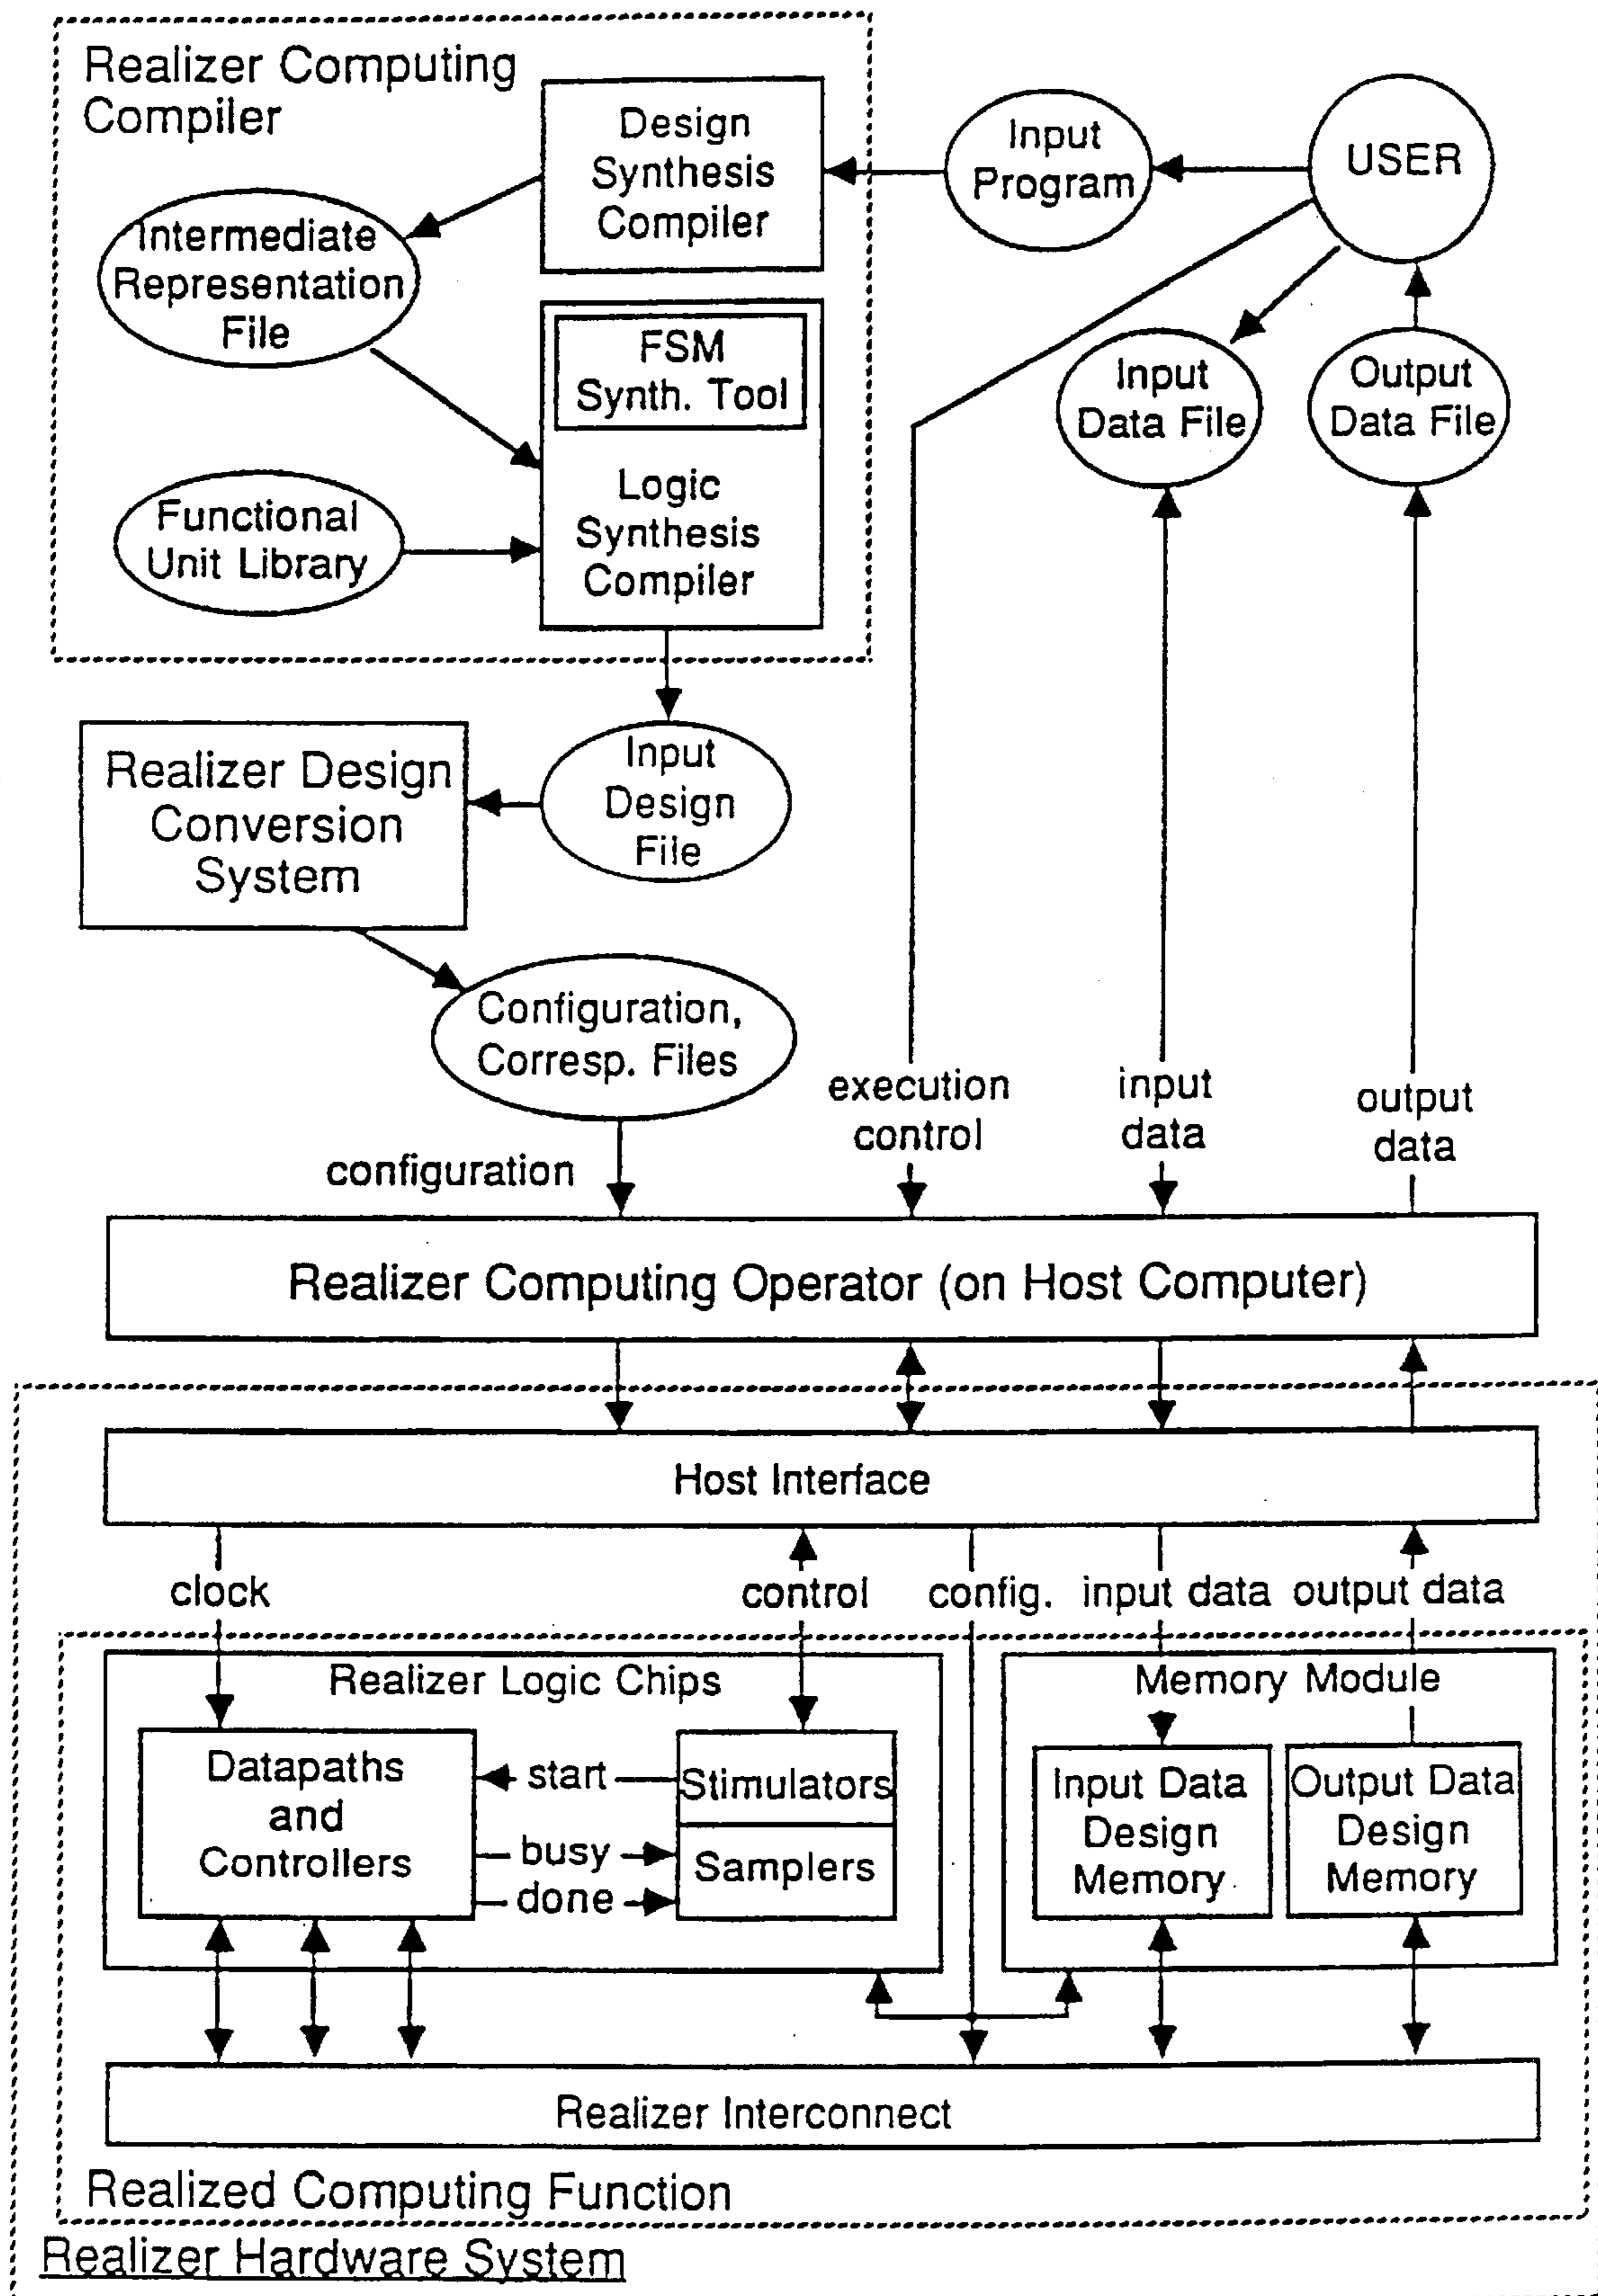 Realizer Computing
Compiler
Design
Synthesis
Compiler
Input
Program
USER
Intermediate
Representation
File
FSM
Synth. Tool
Logic
Synthesis
Compiler
Functional
Unit Library
Input
Data File
Output
Data File
Realizer Design
Conversion
System
Input
Design
File
Configuration,
Corresp. Files
configuration
execution
control
input
data
output
data
Realizer Computing Operator (on Host Computer)
Host Interface
clock
control
config.
input data
output data
Realizer Logic Chips
Memory Module
Datapaths
and
Controllers
start
busy
done
Stimulators
Samplers
Input Data
Design
Memory
Output Data
Design
Memory
Realizer Interconnect
Realized Computing Function
Realizer Hardware System